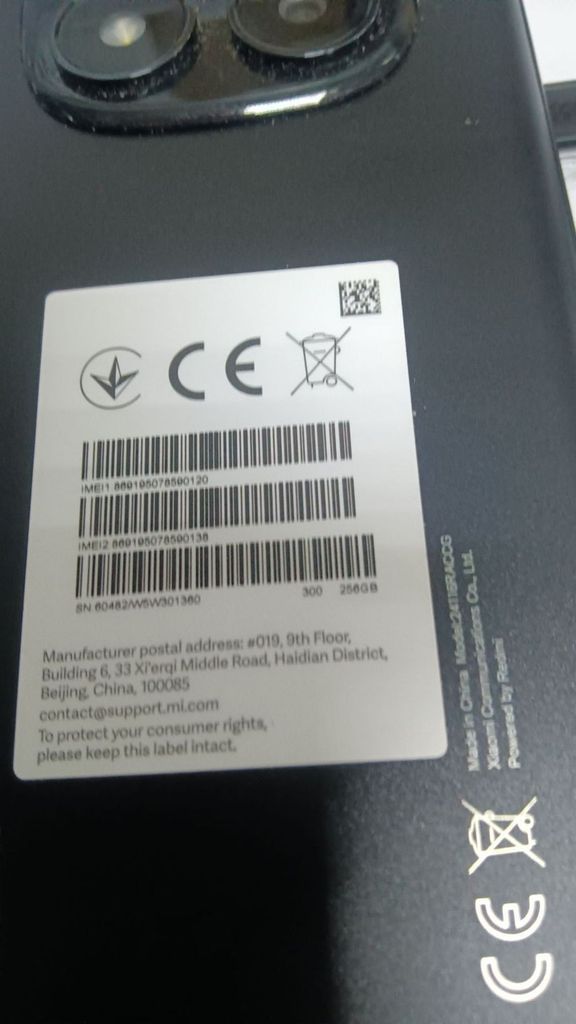 CE
IMEI1:869195078590120
IMEI2:869195078590138
SN:60482/W5W301360 300 256GB
Manufacturer postal address: #019, 9th Floor,
Building 6, 33 Xi'erqi Middle Road, Haidian District,
Beijing, China, 100085
contact@support.mi.com
To protect your consumer rights,
please keep this label intact.
Made in China Model:
Xiaomi Communications Co., Ltd.
Powered by Redmi
CE